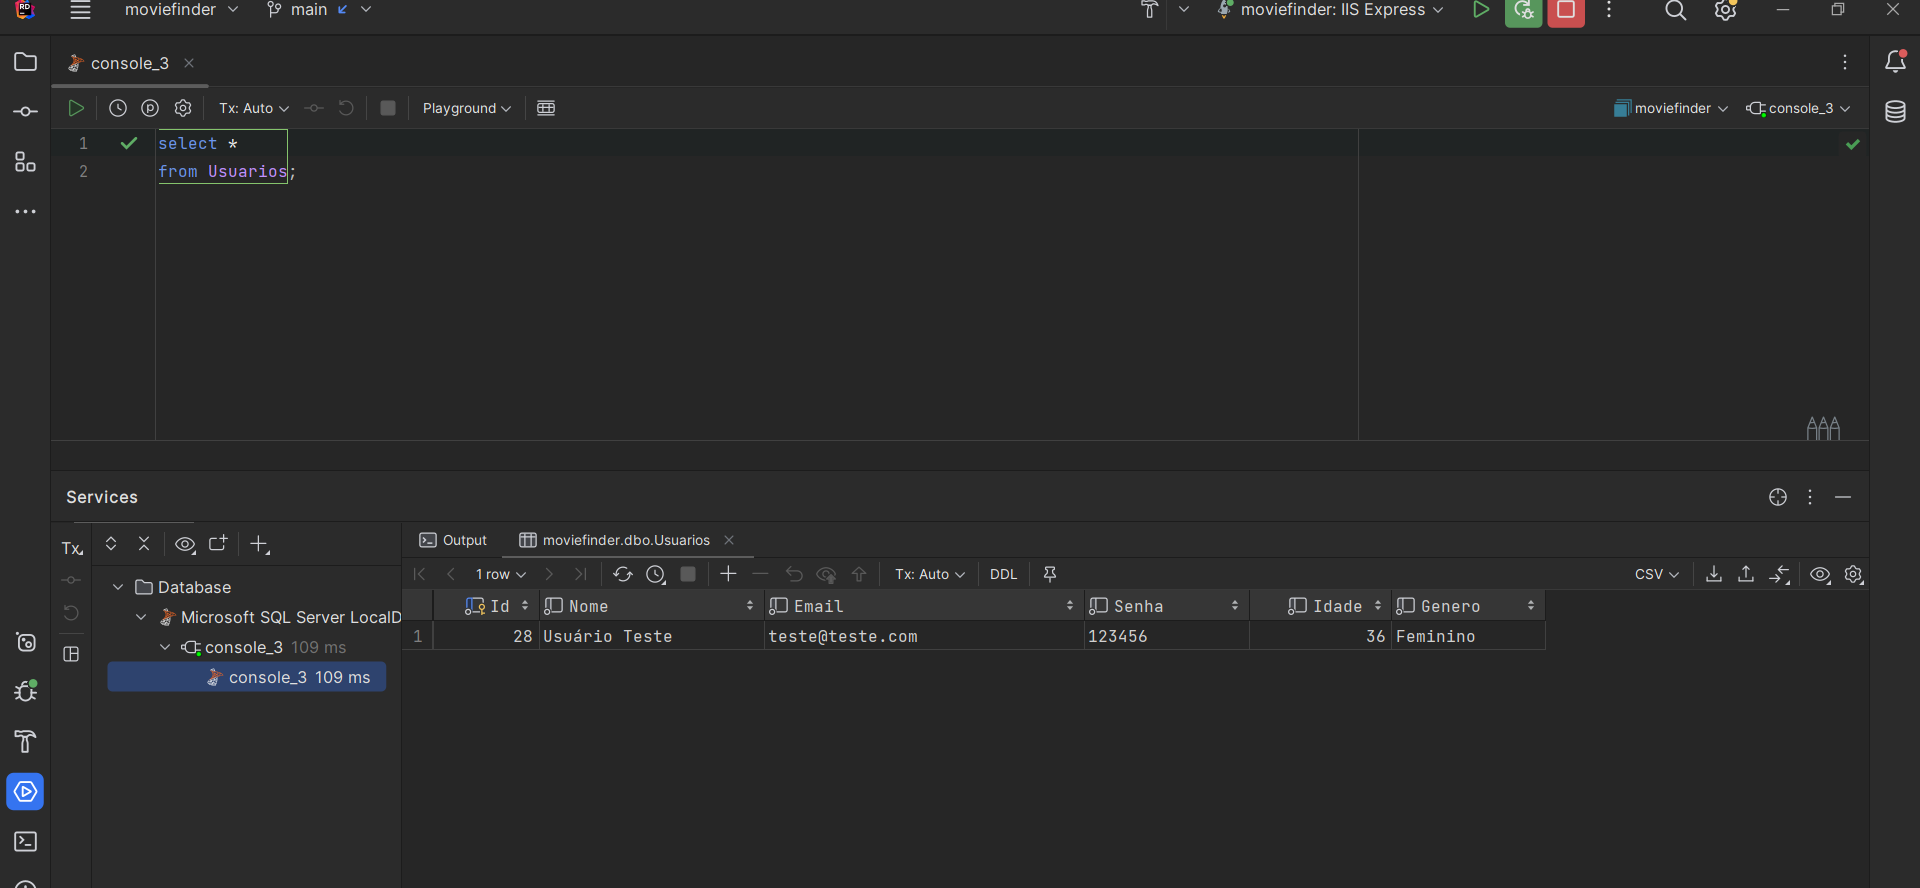 RD moviefinder main moviefinder: IIS Express
console_3
Tx: Auto Playground moviefinder console_3
1 select *
2 from Usuarios;
Services
Tx Output moviefinder.dbo.Usuarios
1 row Tx: Auto DDL CSV
Database
Microsoft SQL Server LocalD
console_3 109 ms
console_3 109 ms
Id Nome Email Senha Idade Genero
1 28 Usuário Teste teste@teste.com 123456 36 Feminino